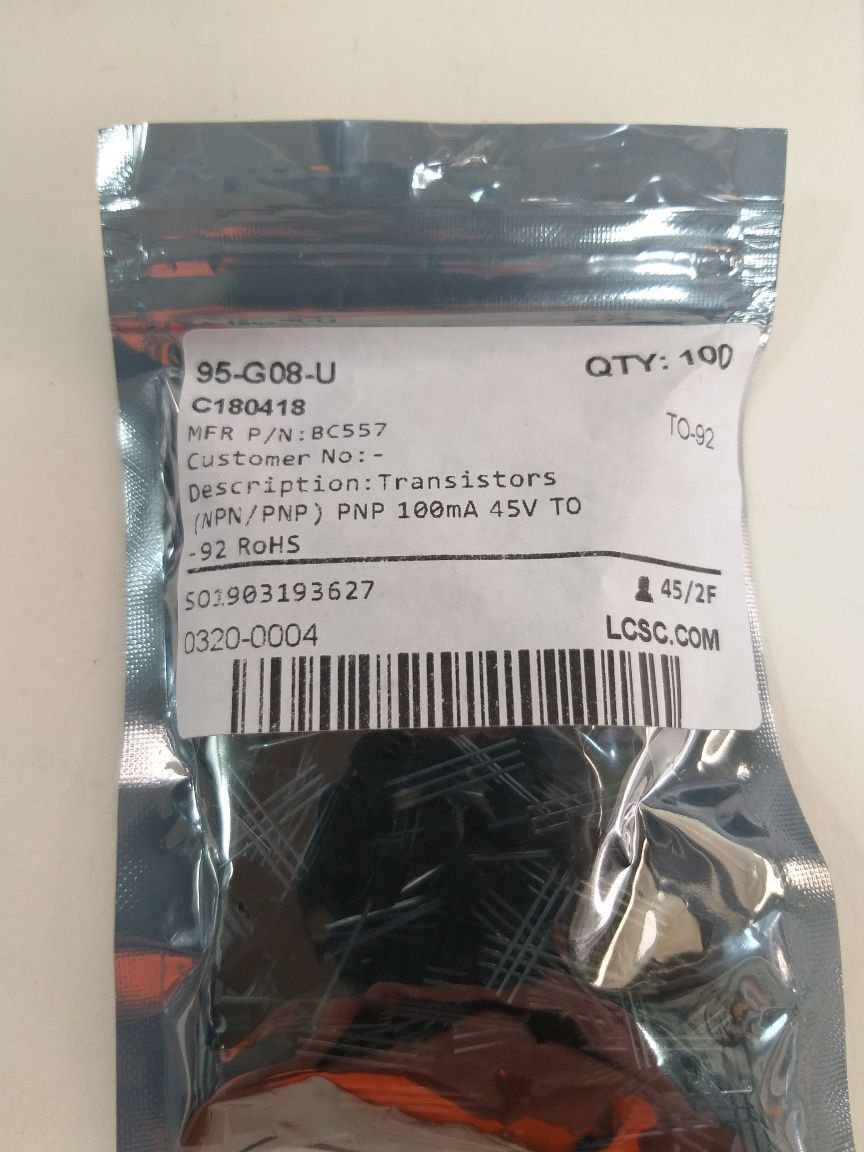 95-G08-U
QTY: 100
C180418
MFR P/N:BC557
TO-92
Customer No:-
Description:Transistors
(NPN/PNP) PNP 100mA 45V TO
-92 RoHS
SO1903193627
45/2F
0320-0004
LCSC.COM